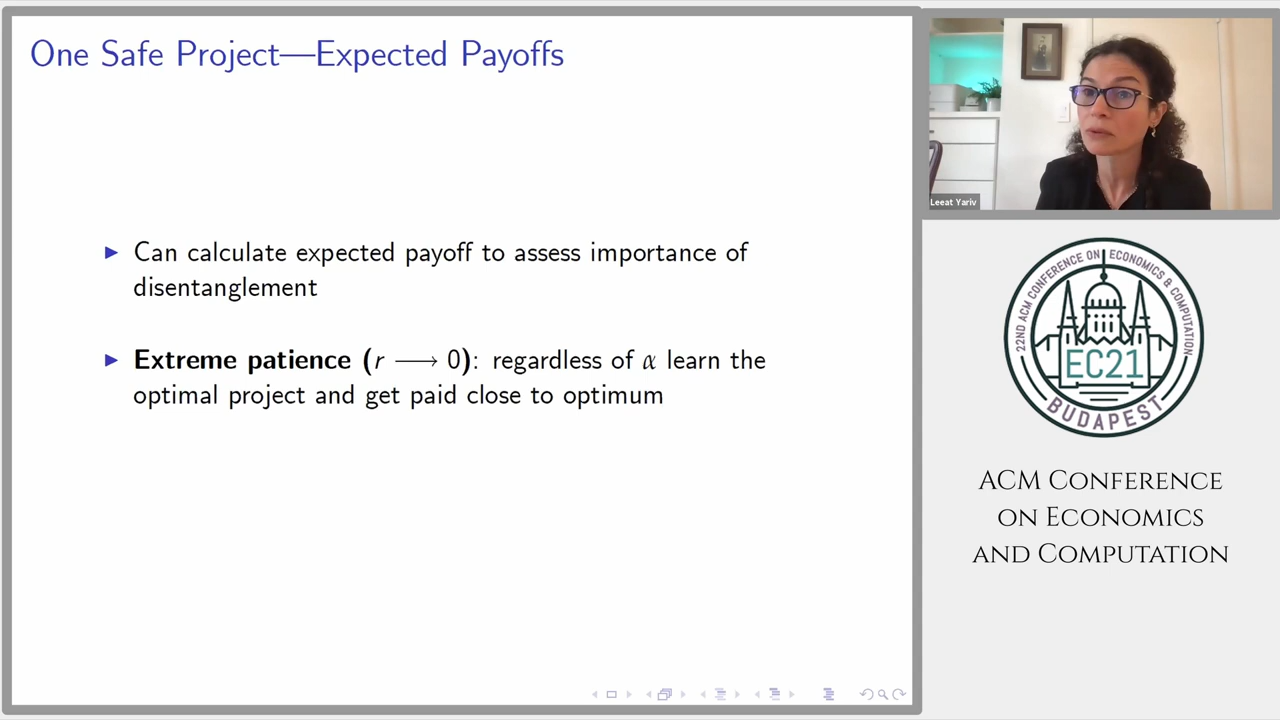 One Safe Project—Expected Payoffs
Can calculate expected payoff to assess importance of
disentanglement
Extreme patience (r ⟶ 0): regardless of α learn the
optimal project and get paid close to optimum
Leeat Yariv
22ND ACM CONFERENCE ON ECONOMICS & COMPUTATION
EC21
BUDAPEST
ACM Conference
on Economics
and Computation